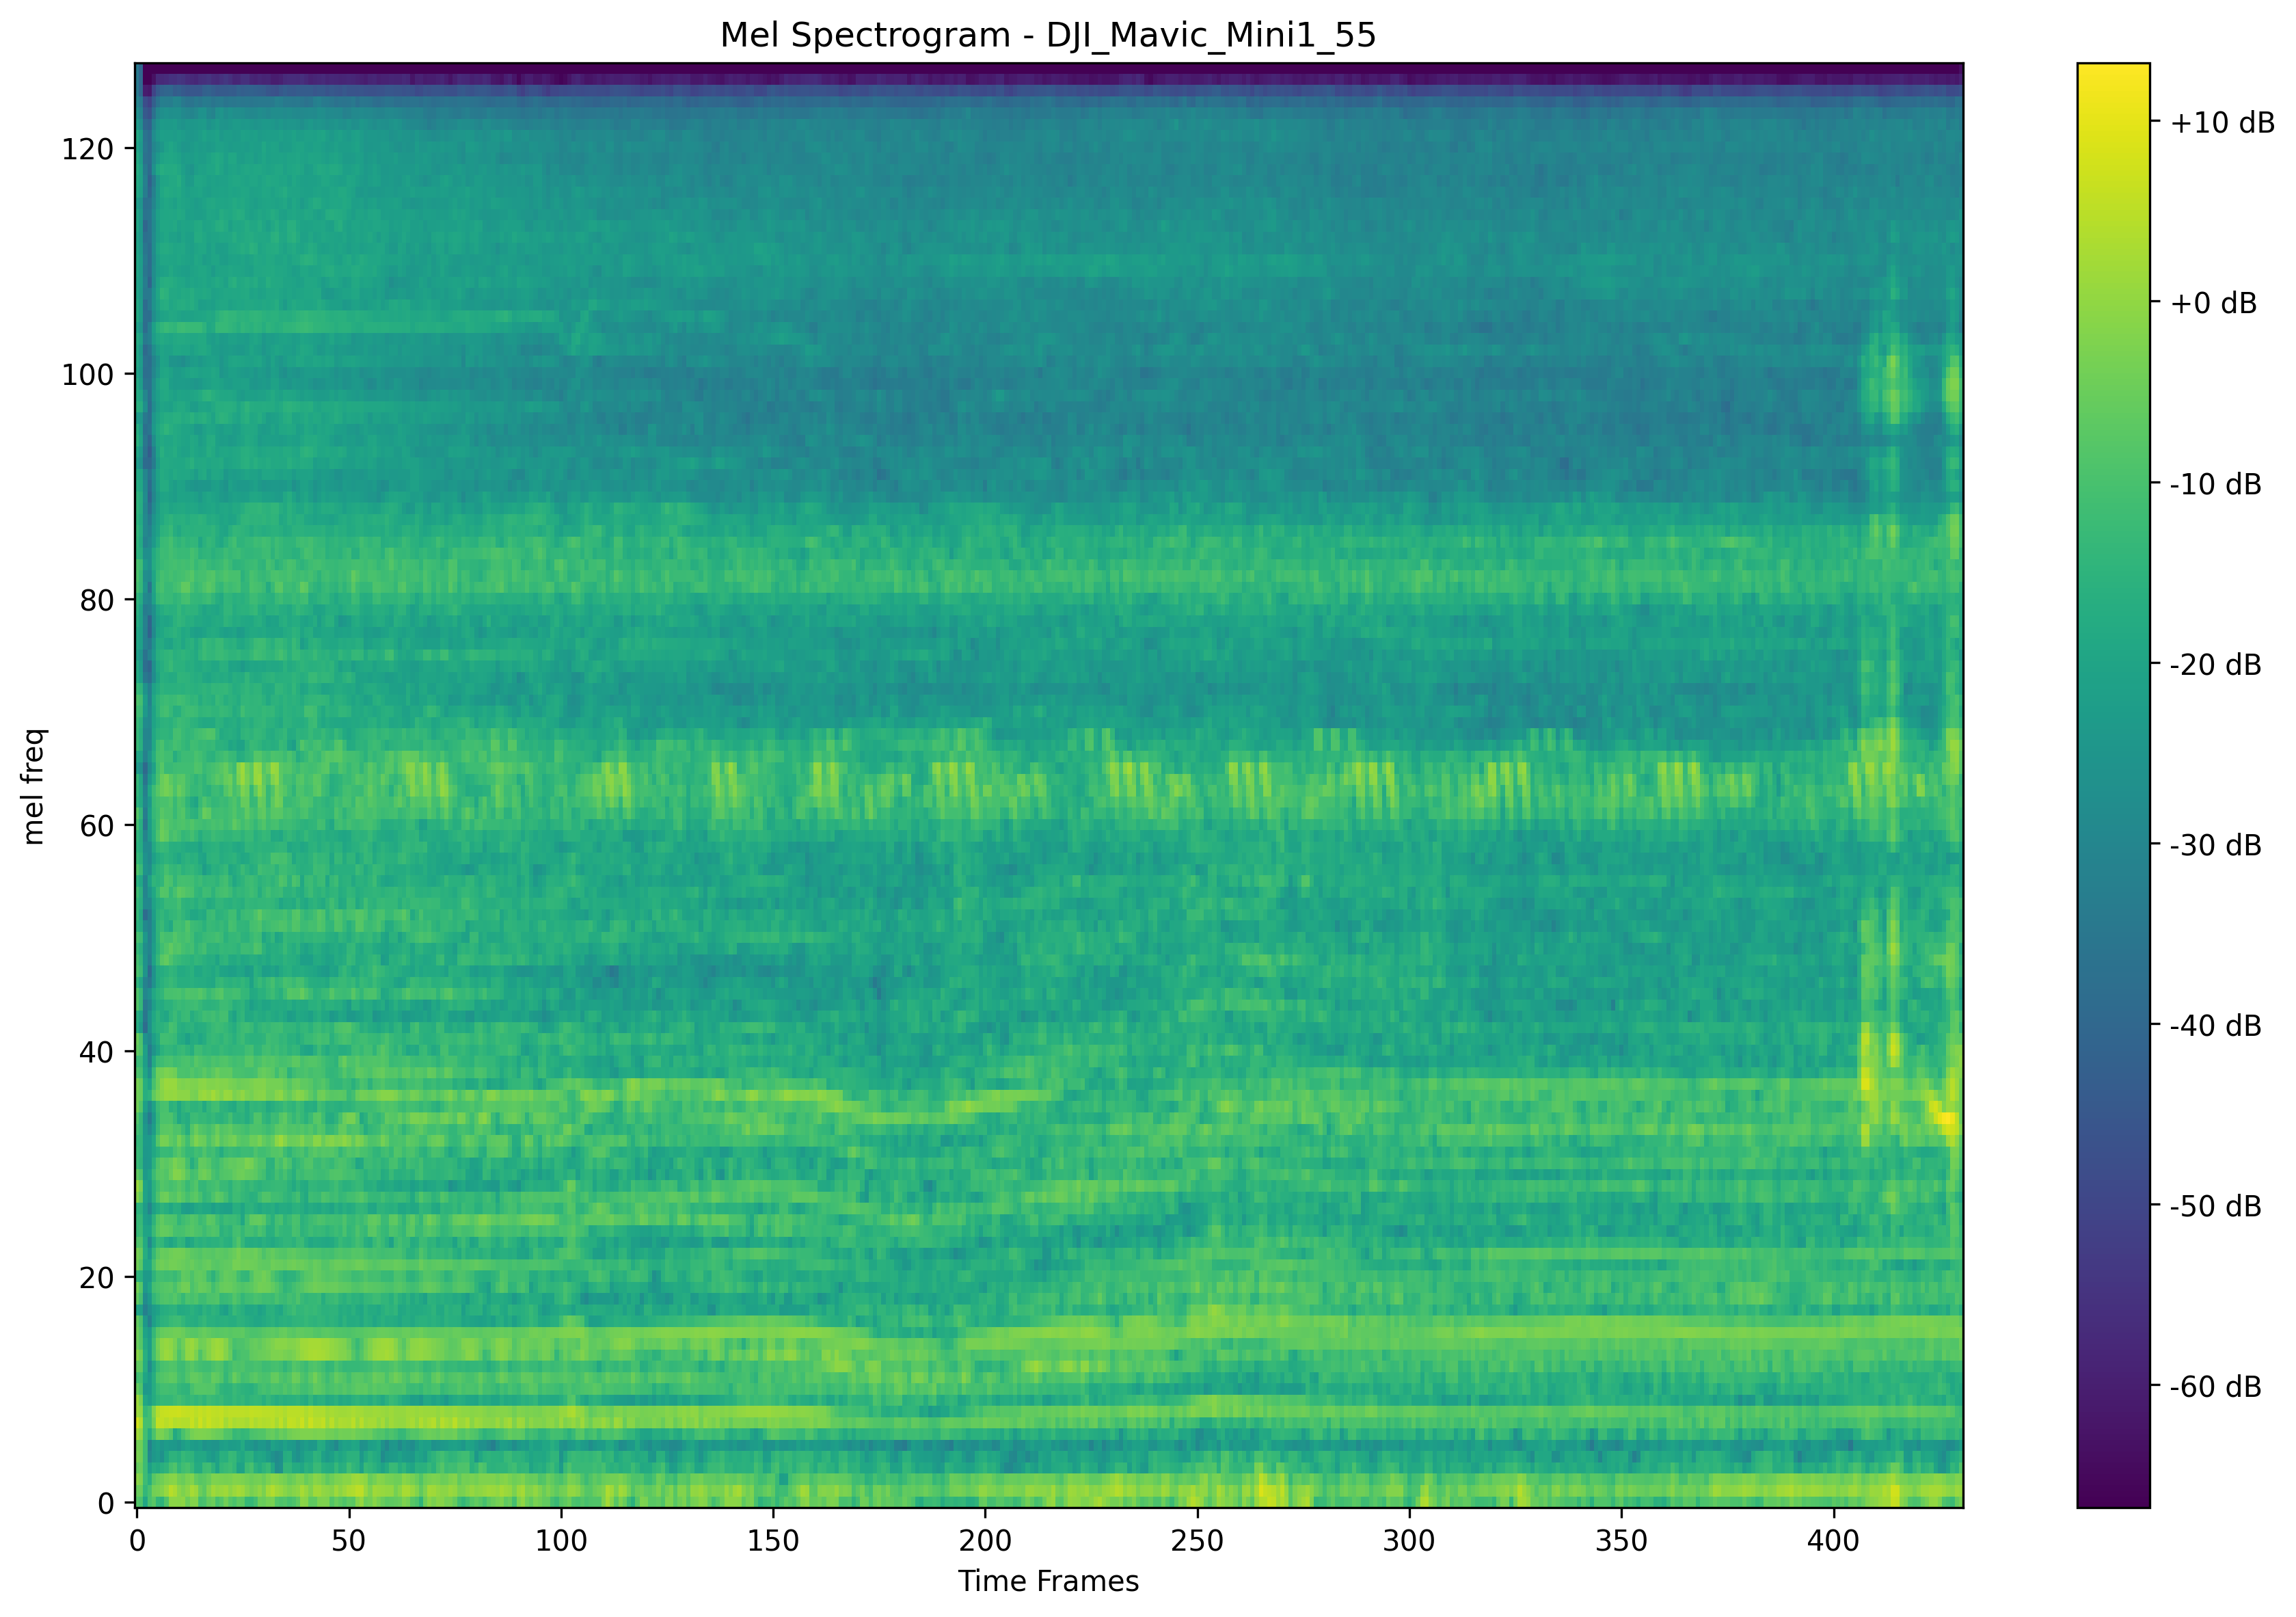 Mel Spectrogram - DJI_Mavic_Mini1_55
mel freq
120
100
80
60
40
20
0
0 50 100 150 200 250 300 350 400
Time Frames
+10 dB
+0 dB
-10 dB
-20 dB
-30 dB
-40 dB
-50 dB
-60 dB